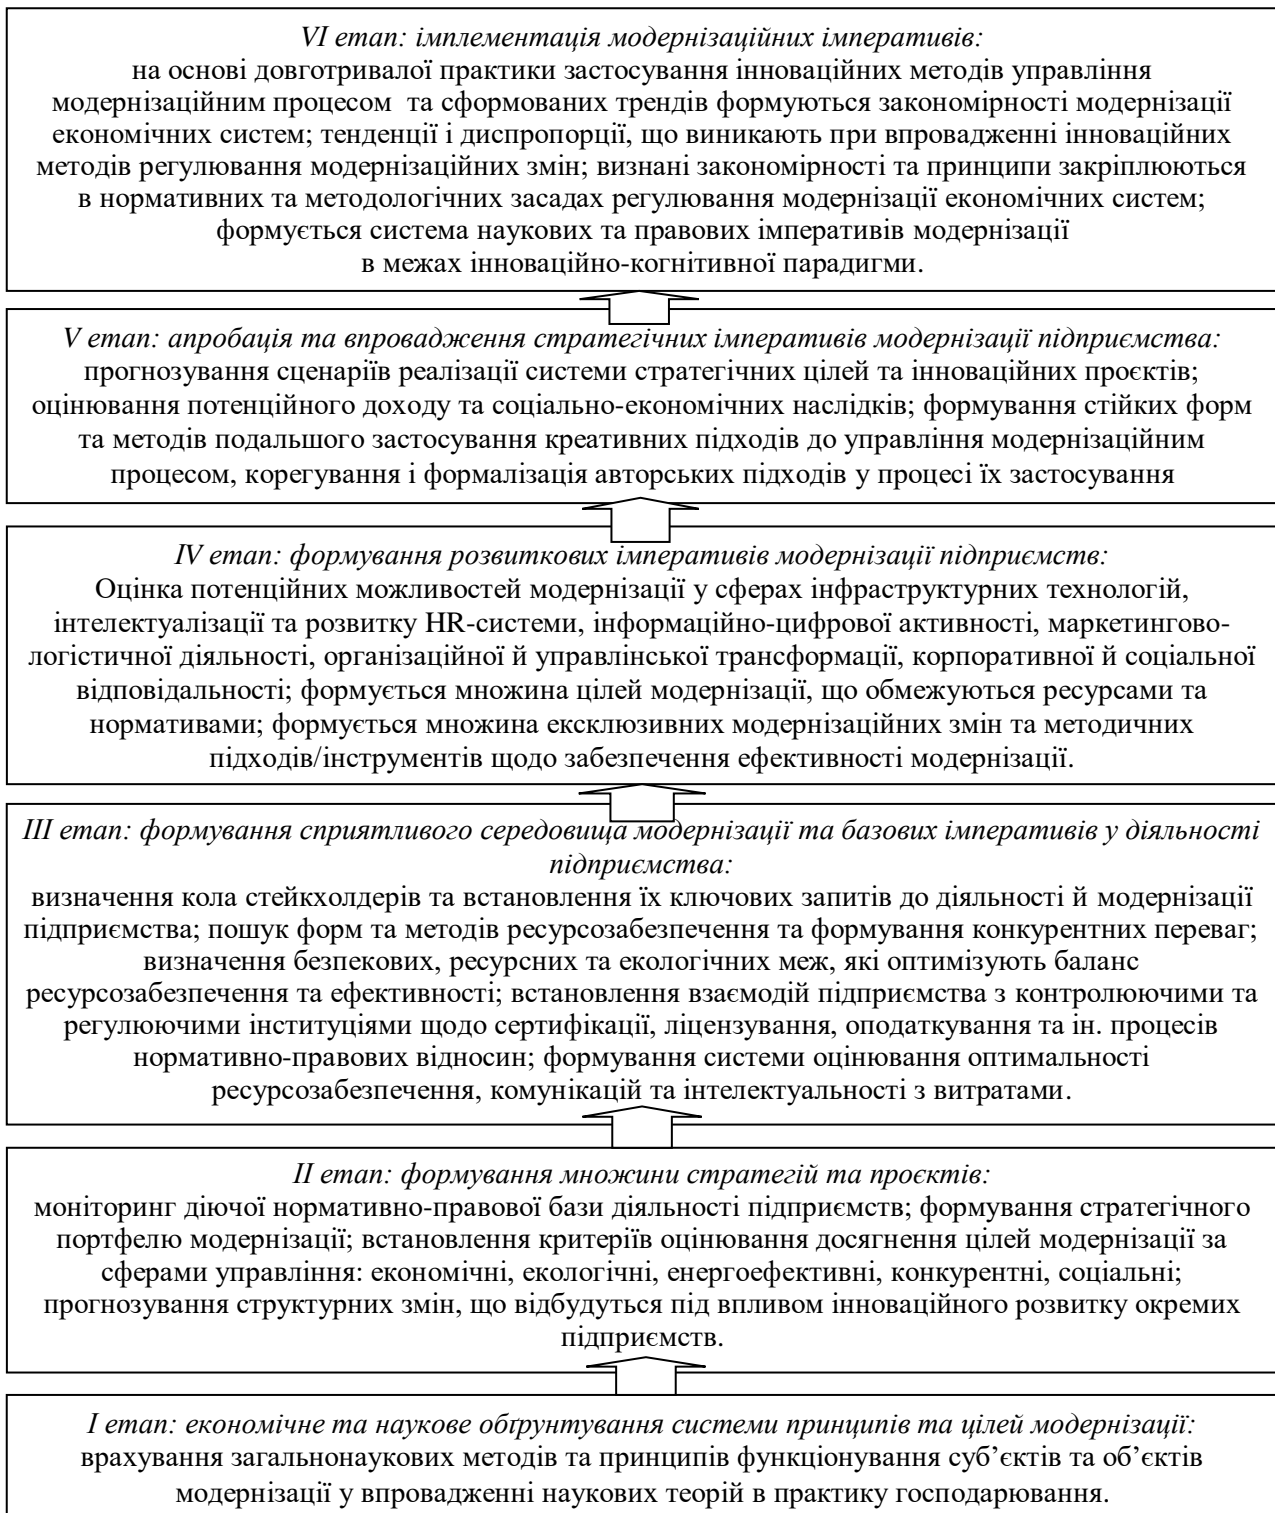 VI етап: імплементація модернізаційних імперативів:
на основі довготривалої практики застосування інноваційних методів управління
модернізаційним процесом та сформованих трендів формуються закономірності модернізації
економічних систем; тенденції і диспропорції, що виникають при впровадженні інноваційних
методів регулювання модернізаційних змін; визнані закономірності та принципи закріплюються
в нормативних та методологічних засадах регулювання модернізації економічних систем;
формується система наукових та правових імперативів модернізації
в межах інноваційно-когнітивної парадигми.
V етап: апробація та впровадження стратегічних імперативів модернізації підприємства:
прогнозування сценаріїв реалізації системи стратегічних цілей та інноваційних проєктів;
оцінювання потенційного доходу та соціально-економічних наслідків; формування стійких форм
та методів подальшого застосування креативних підходів до управління модернізаційним
процесом, корегування і формалізація авторських підходів у процесі їх застосування
IV етап: формування розвиткових імперативів модернізації підприємств:
Оцінка потенційних можливостей модернізації у сферах інфраструктурних технологій,
інтелектуалізації та розвитку HR-системи, інформаційно-цифрової активності, маркетингово-
логістичної діяльності, організаційної й управлінської трансформації, корпоративної й соціальної
відповідальності; формується множина цілей модернізації, що обмежуються ресурсами та
нормативами; формується множина ексклюзивних модернізаційних змін та методичних
підходів/інструментів щодо забезпечення ефективності модернізації.
III етап: формування сприятливого середовища модернізації та базових імперативів у діяльності
підприємства:
визначення кола стейкхолдерів та встановлення їх ключових запитів до діяльності й модернізації
підприємства; пошук форм та методів ресурсозабезпечення та формування конкурентних переваг;
визначення безпекових, ресурсних та екологічних меж, які оптимізують баланс
ресурсозабезпечення та ефективності; встановлення взаємодій підприємства з контролюючими та
регулюючими інституціями щодо сертифікації, ліцензування, оподаткування та ін. процесів
нормативно-правових відносин; формування системи оцінювання оптимальності
ресурсозабезпечення, комунікацій та інтелектуальності з витратами.
II етап: формування множини стратегій та проєктів:
моніторинг діючої нормативно-правової бази діяльності підприємств; формування стратегічного
портфелю модернізації; встановлення критеріїв оцінювання досягнення цілей модернізації за
сферами управління: економічні, екологічні, енергоефективні, конкурентні, соціальні;
прогнозування структурних змін, що відбудуться під впливом інноваційного розвитку окремих
підприємств.
I етап: економічне та наукове обґрунтування системи принципів та цілей модернізації:
врахування загальнонаукових методів та принципів функціонування суб’єктів та об’єктів
модернізації у впровадженні наукових теорій в практику господарювання.